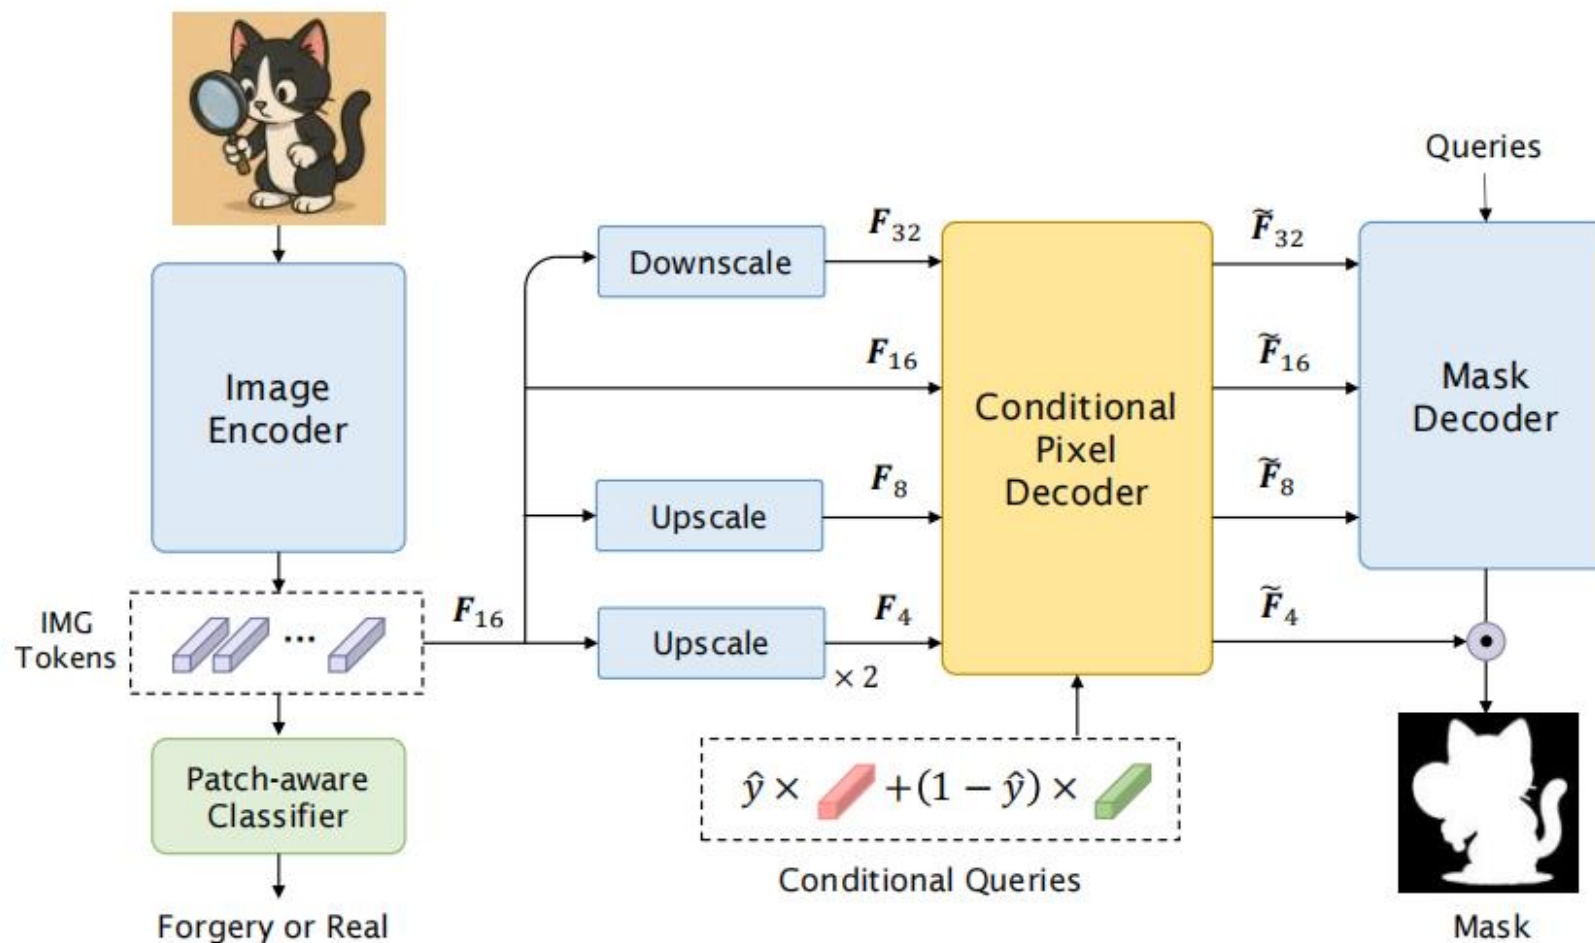 Image
Encoder
IMG
Tokens
...
Patch-aware
Classifier
Forgery or Real
F₁₆
Downscale
Upscale
Upscale
× 2
F₃₂
F₁₆
F₈
F₄
Conditional
Pixel
Decoder
ŷ × +(1 − ŷ) ×
Conditional Queries
F̃₃₂
F̃₁₆
F̃₈
F̃₄
Queries
Mask
Decoder
Mask